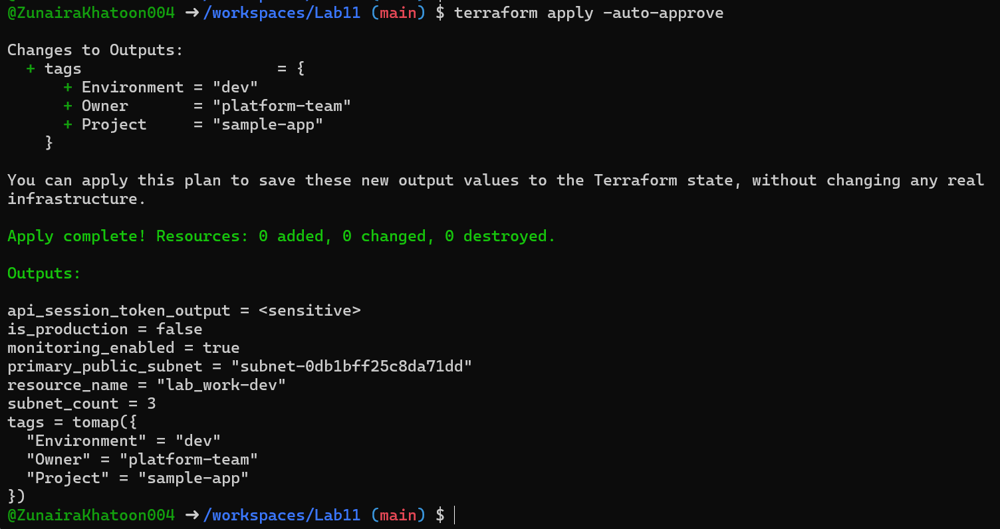 @ZunairaKhatoon004 ➜ /workspaces/Lab11 (main) $ terraform apply -auto-approve

Changes to Outputs:
  + tags                     = {
      + Environment = "dev"
      + Owner       = "platform-team"
      + Project     = "sample-app"
    }

You can apply this plan to save these new output values to the Terraform state, without changing any real
infrastructure.

Apply complete! Resources: 0 added, 0 changed, 0 destroyed.

Outputs:

api_session_token_output = <sensitive>
is_production = false
monitoring_enabled = true
primary_public_subnet = "subnet-0db1bff25c8da71dd"
resource_name = "lab_work-dev"
subnet_count = 3
tags = tomap({
  "Environment" = "dev"
  "Owner" = "platform-team"
  "Project" = "sample-app"
})
@ZunairaKhatoon004 ➜ /workspaces/Lab11 (main) $